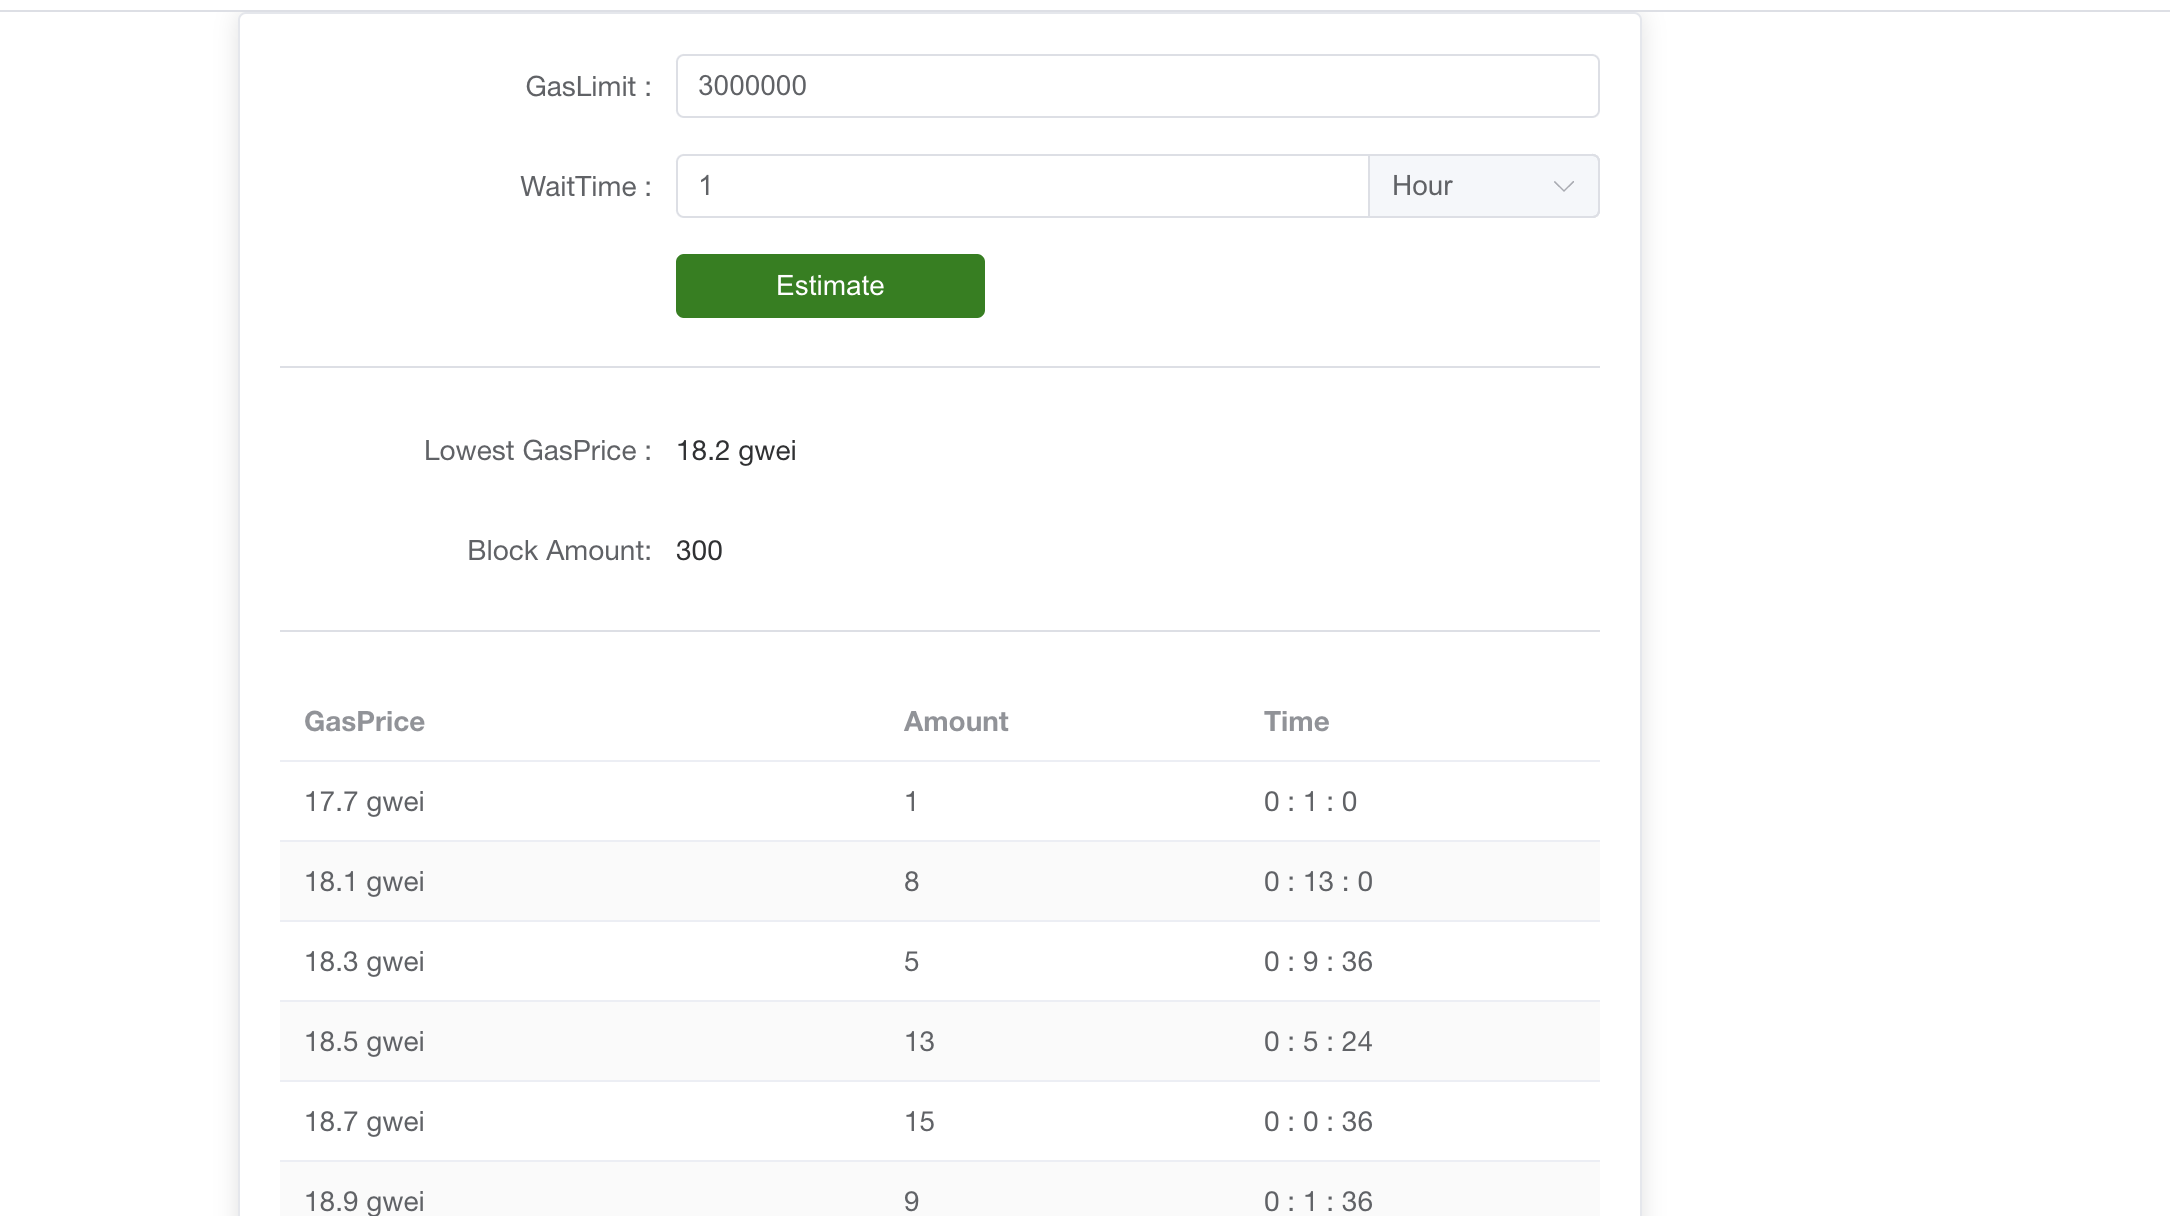 GasLimit : 3000000
WaitTime : 1 Hour
Estimate
Lowest GasPrice : 18.2 gwei
Block Amount: 300
GasPrice Amount Time
17.7 gwei 1 0 : 1 : 0
18.1 gwei 8 0 : 13 : 0
18.3 gwei 5 0 : 9 : 36
18.5 gwei 13 0 : 5 : 24
18.7 gwei 15 0 : 0 : 36
18.9 gwei 9 0 : 1 : 36